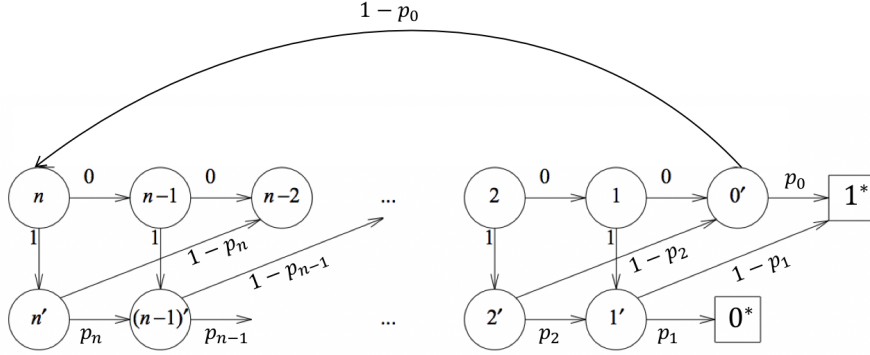 1 − p₀
0 0 0 0 p₀
n n−1 n−2 ... 2 1 0′ 1*
1 1 1 1
1 − pₙ 1 − pₙ₋₁ 1 − p₂ 1 − p₁
n′ (n−1)′ ... 2′ 1′ 0*
pₙ pₙ₋₁ p₂ p₁